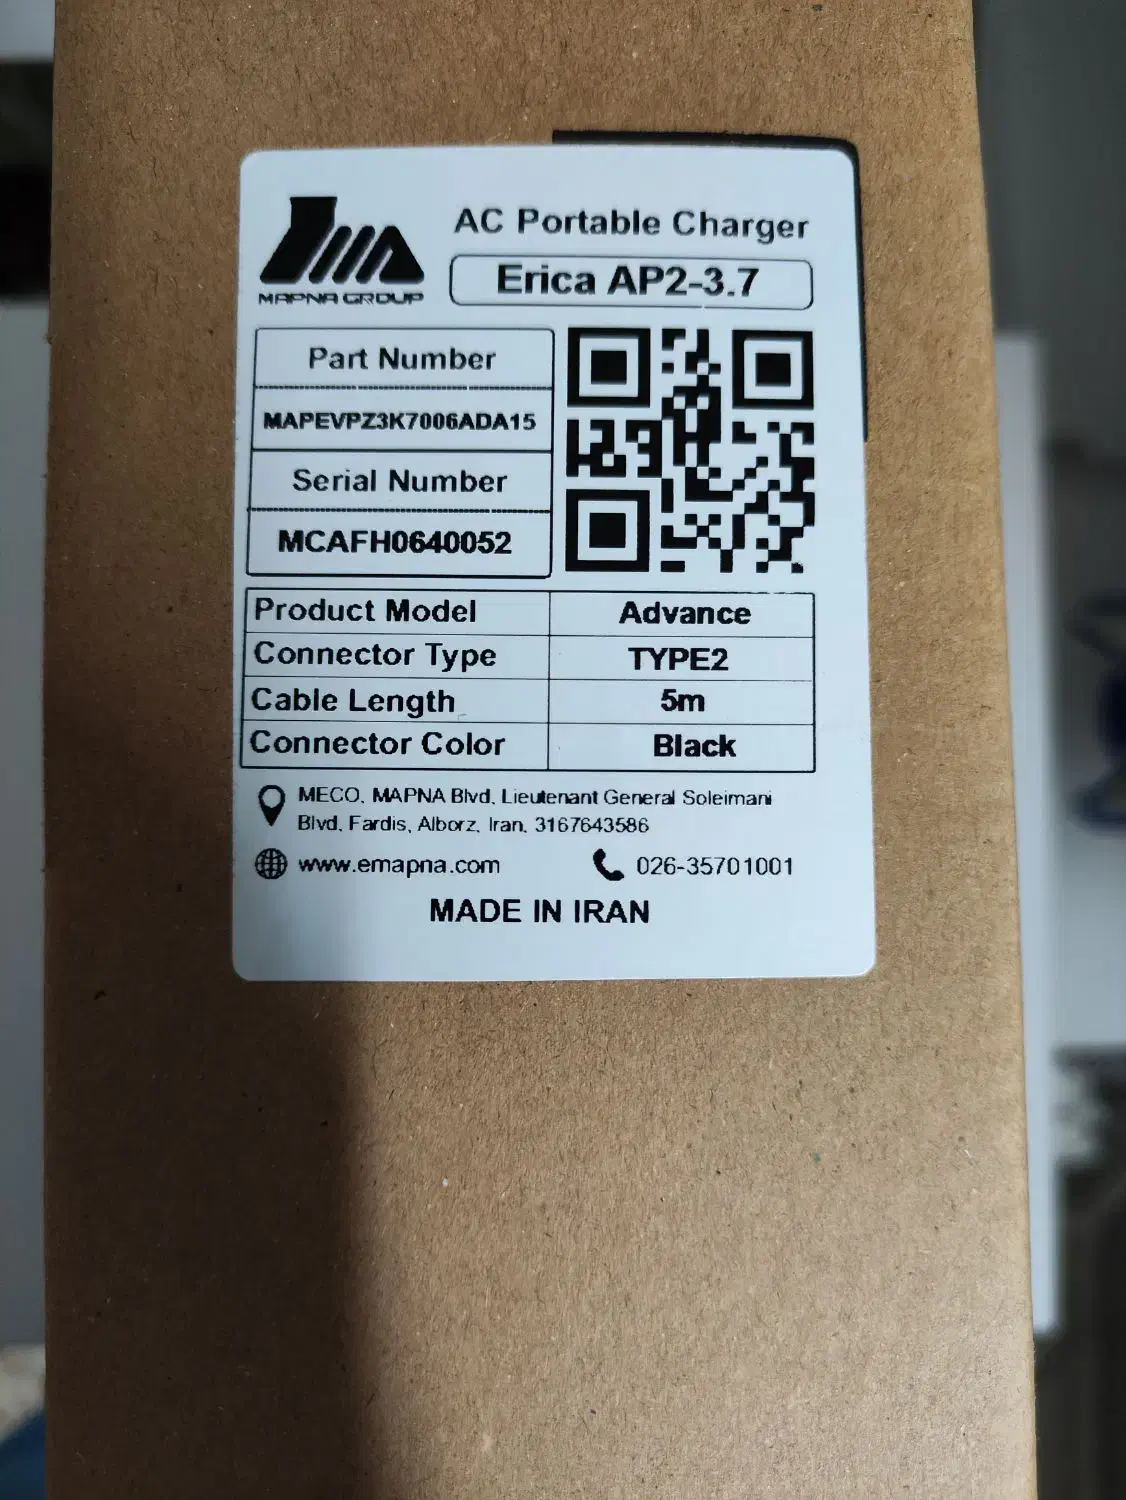 AC Portable Charger
MAPNA GROUP
Erica AP2-3.7
Part Number
MAPEVPZ3K7006ADA15
Serial Number
MCAFH0640052
Product Model Advance
Connector Type TYPE2
Cable Length 5m
Connector Color Black
MECO, MAPNA Blvd, Lieutenant General Soleimani
Blvd, Fardis, Alborz, Iran, 3167643586
www.emapna.com 026-35701001
MADE IN IRAN